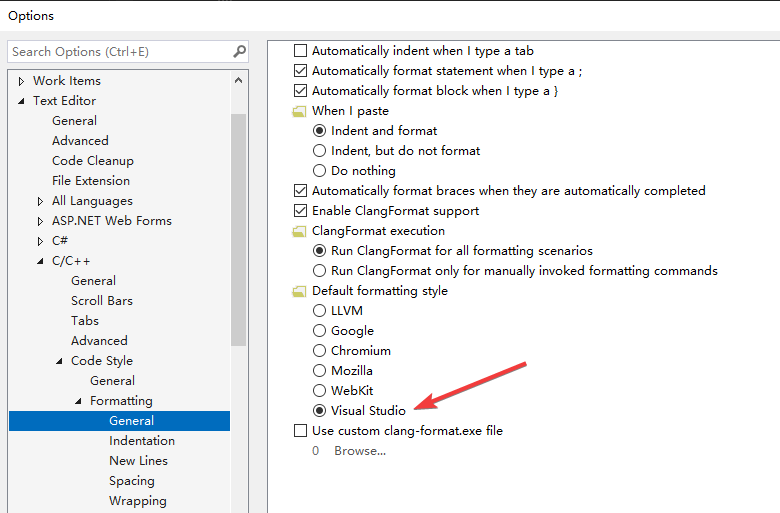 Options
Search Options (Ctrl+E)
Work Items
Text Editor
General
Advanced
Code Cleanup
File Extension
All Languages
ASP.NET Web Forms
C#
C/C++
General
Scroll Bars
Tabs
Advanced
Code Style
General
Formatting
General
Indentation
New Lines
Spacing
Wrapping
Automatically indent when I type a tab
Automatically format statement when I type a ;
Automatically format block when I type a }
When I paste
Indent and format
Indent, but do not format
Do nothing
Automatically format braces when they are automatically completed
Enable ClangFormat support
ClangFormat execution
Run ClangFormat for all formatting scenarios
Run ClangFormat only for manually invoked formatting commands
Default formatting style
LLVM
Google
Chromium
Mozilla
WebKit
Visual Studio
Use custom clang-format.exe file
0 Browse...